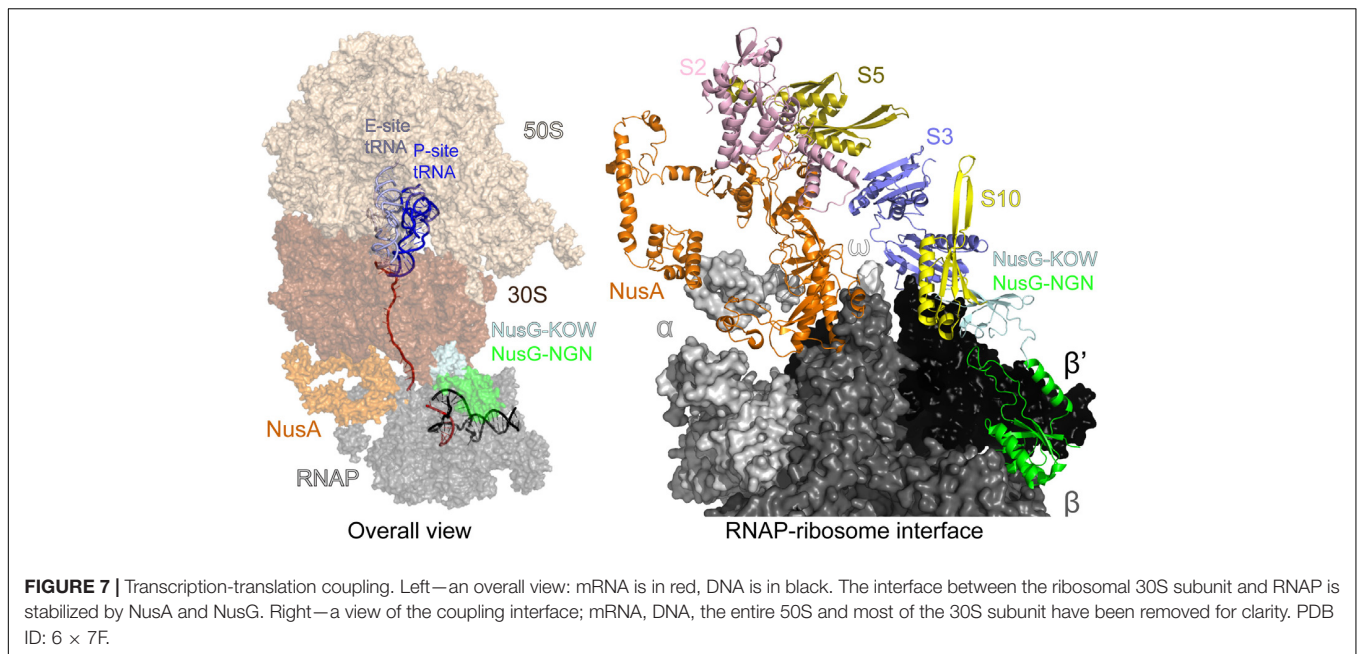 E-site
tRNA
P-site
tRNA
50S
30S
NusG-KOW
NusG-NGN
NusA
RNAP
Overall view
S2
S5
S3
S10
ω
NusG-KOW
NusG-NGN
NusA
α
β’
β
RNAP-ribosome interface
FIGURE 7 | Transcription-translation coupling. Left—an overall view: mRNA is in red, DNA is in black. The interface between the ribosomal 30S subunit and RNAP is
stabilized by NusA and NusG. Right—a view of the coupling interface; mRNA, DNA, the entire 50S and most of the 30S subunit have been removed for clarity. PDB
ID: 6 × 7F.